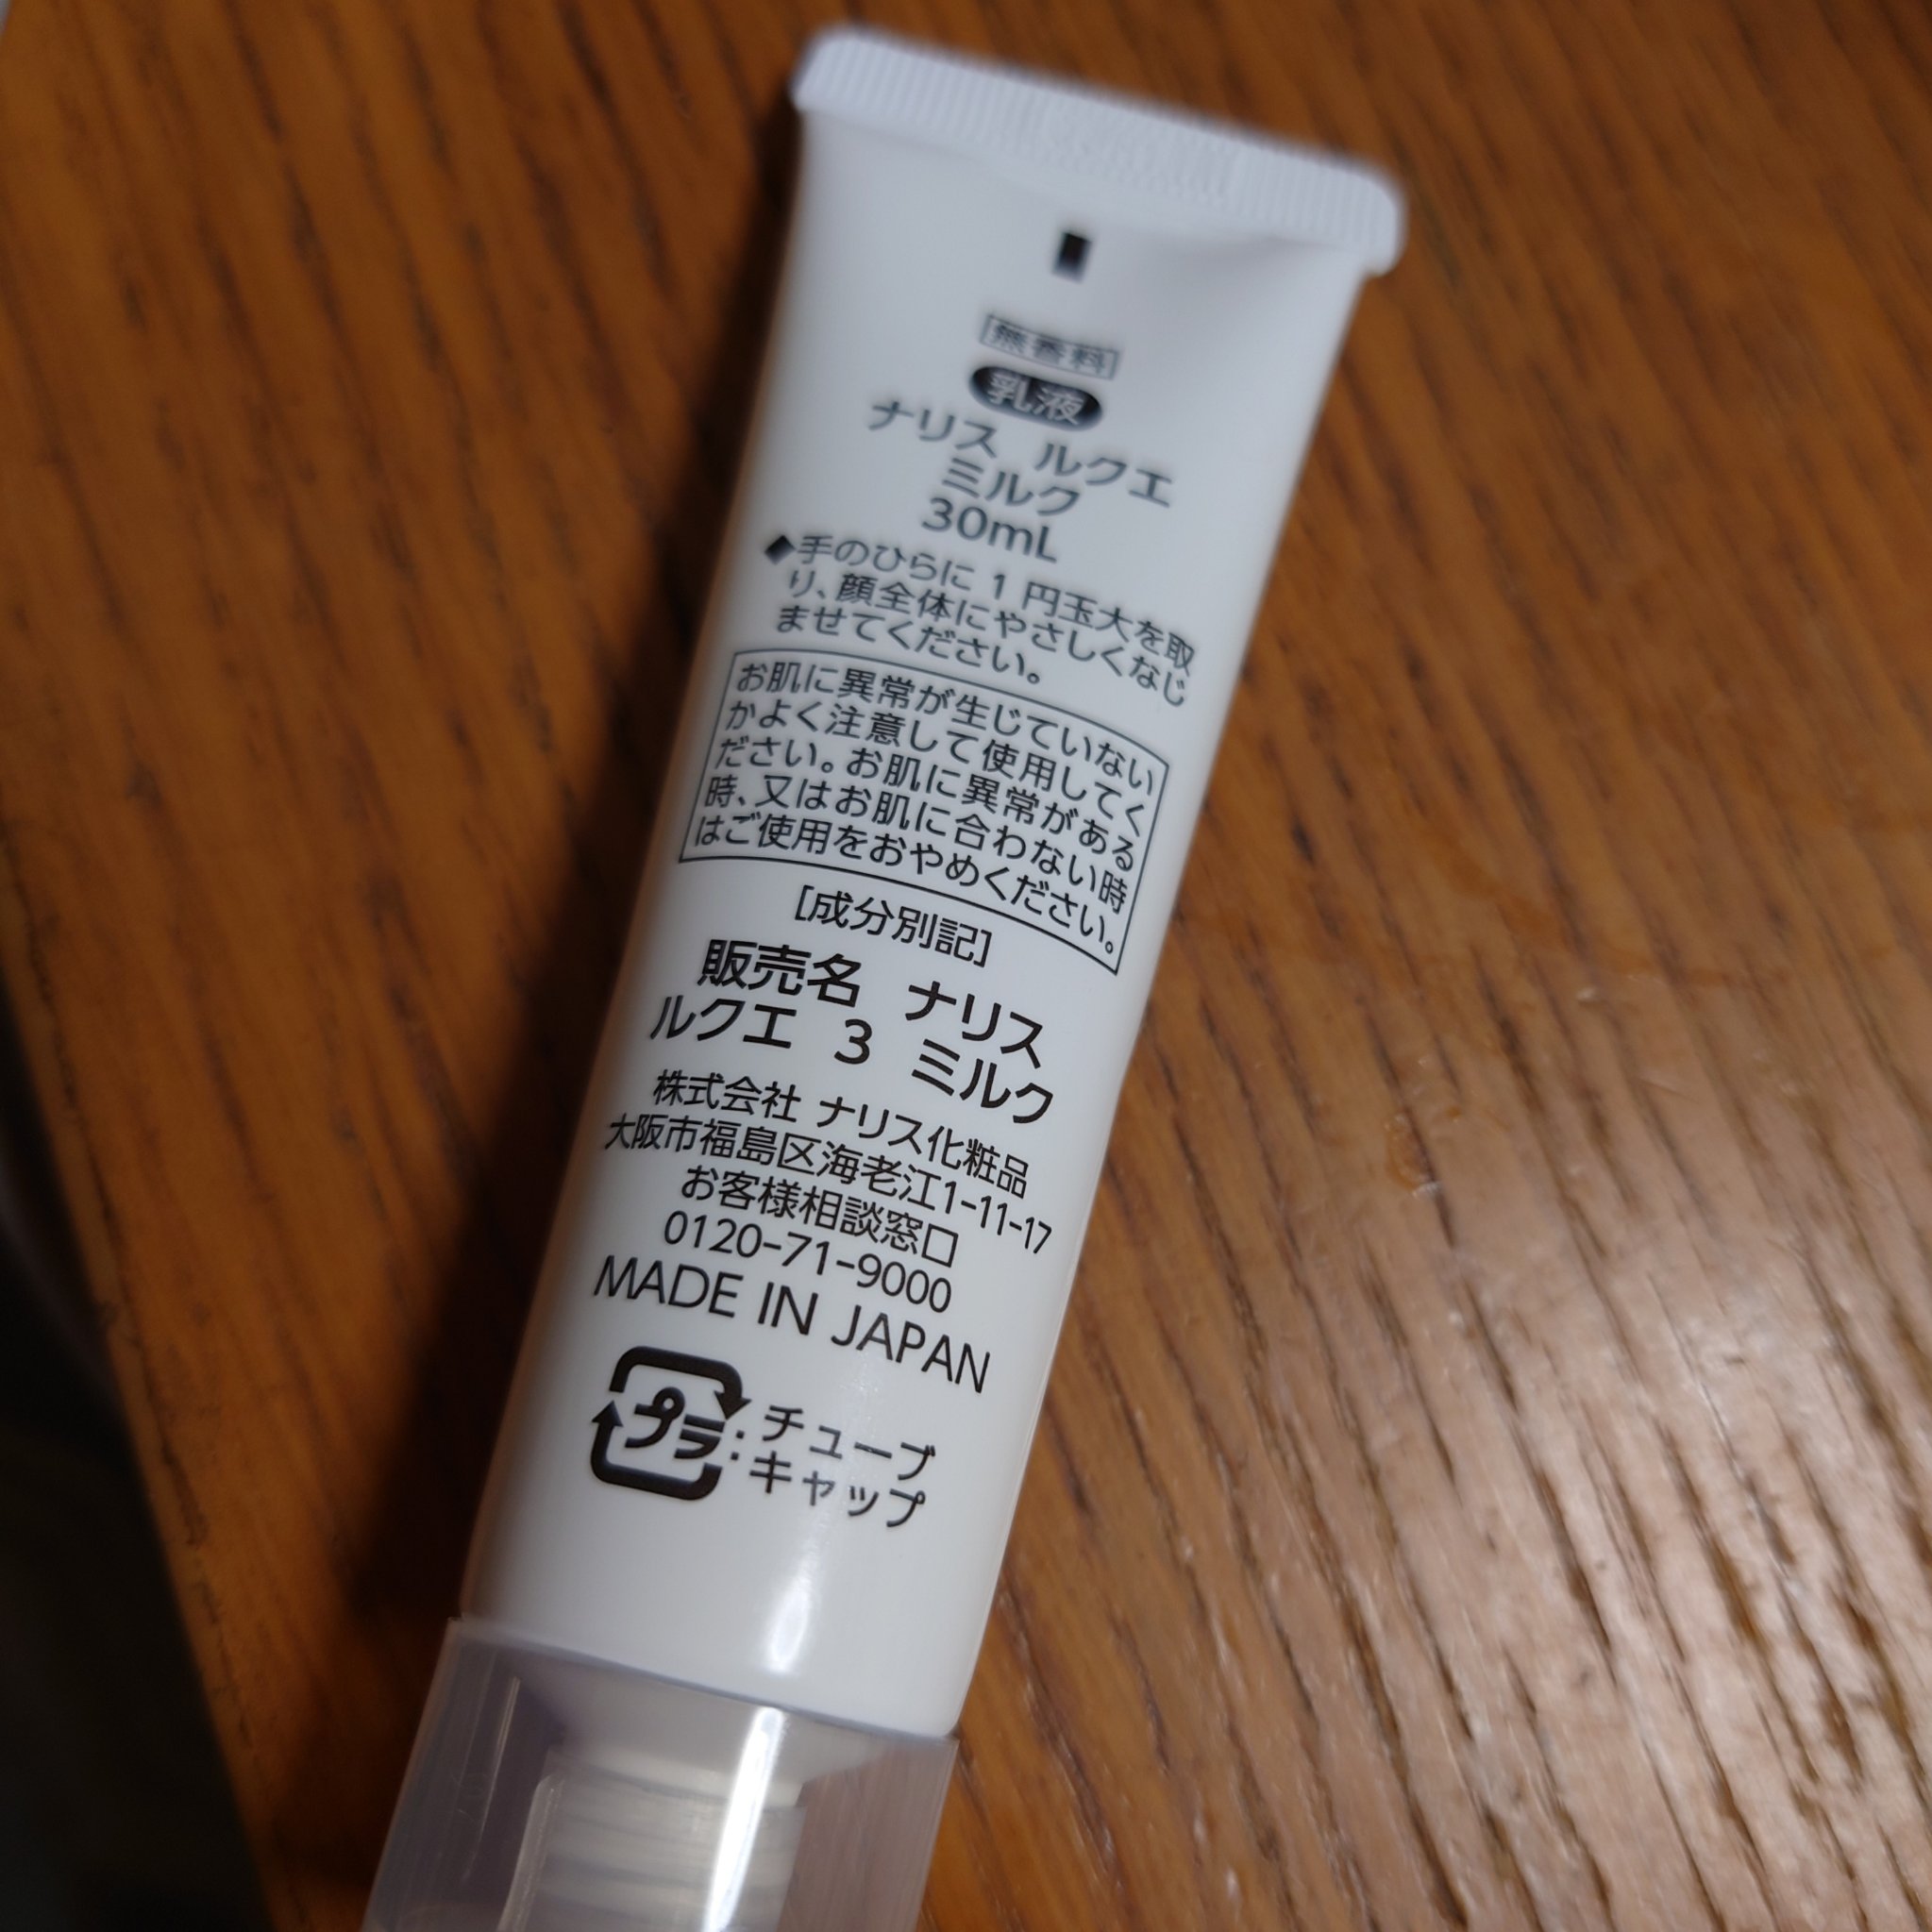 無香料
乳液
ナリス ルクエ
ミルク
30mL
◆手のひらに1円玉大を取
り、顔全体にやさしくなじ
ませてください。
お肌に異常が生じていない
かよく注意して使用してく
ださい。お肌に異常がある
時、又はお肌に合わない時
はご使用をおやめください。
[成分別記]
販売名 ナリス
ルクエ 3 ミルク
株式会社 ナリス化粧品
大阪市福島区海老江1-11-17
お客様相談窓口
0120-71-9000
MADE IN JAPAN
プラ:チューブ
キャップ